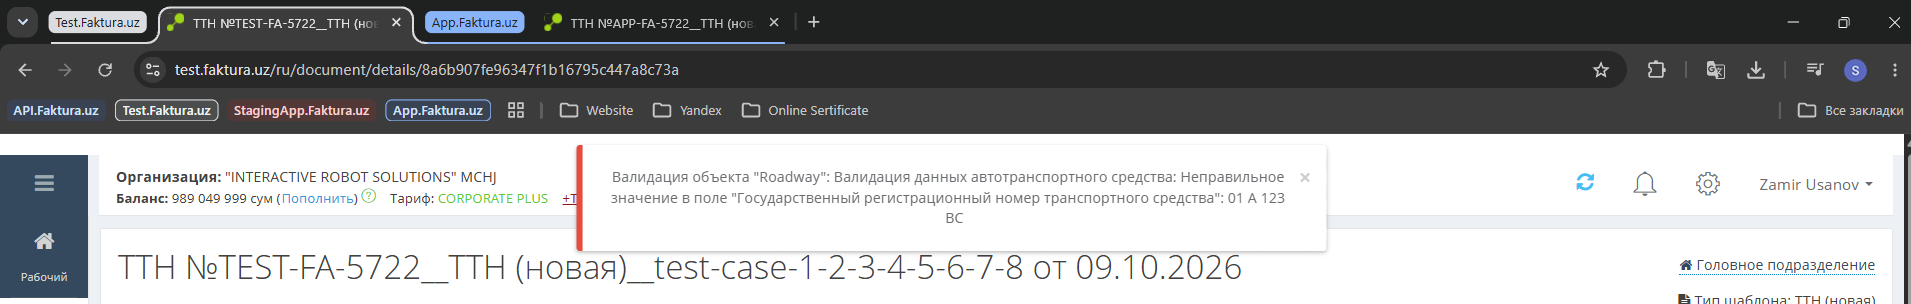 Test.Faktura.uz
ТТН №TEST-FA-5722__ТТН (нов
App.Faktura.uz
ТТН №APP-FA-5722__ТТН (нов
test.faktura.uz/ru/document/details/8a6b907fe96347f1b16795c447a8c73a
S
API.Faktura.uz
Test.Faktura.uz
StagingApp.Faktura.uz
App.Faktura.uz
Website
Yandex
Online Sertificate
Все закладки
Организация: "INTERACTIVE ROBOT SOLUTIONS" MCHJ
Баланс: 989 049 999 сум (Пополнить) ? Тариф: CORPORATE PLUS +Т
Валидация объекта "Roadway": Валидация данных автотранспортного средства: Неправильное
значение в поле "Государственный регистрационный номер транспортного средства": 01 A 123
BC
×
Zamir Usanov
Рабочий
ТТН №TEST-FA-5722__ТТН (новая)__test-case-1-2-3-4-5-6-7-8 от 09.10.2026
Головное подразделение
Тип шаблона: ТТН (новая)